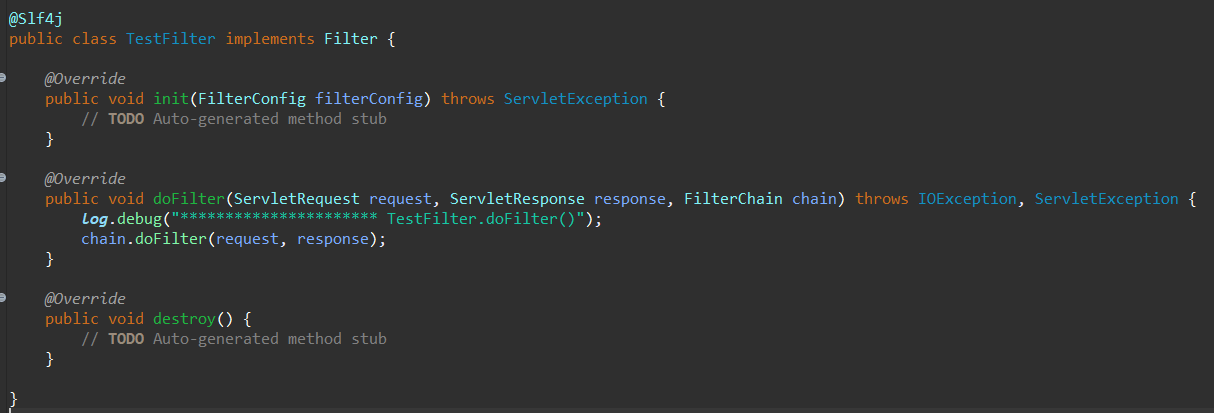 @Slf4j
public class TestFilter implements Filter {
@Override
public void init(FilterConfig filterConfig) throws ServletException {
// TODO Auto-generated method stub
}
@Override
public void doFilter(ServletRequest request, ServletResponse response, FilterChain chain) throws IOException, ServletException {
log.debug("********************** TestFilter.doFilter()");
chain.doFilter(request, response);
}
@Override
public void destroy() {
// TODO Auto-generated method stub
}
}